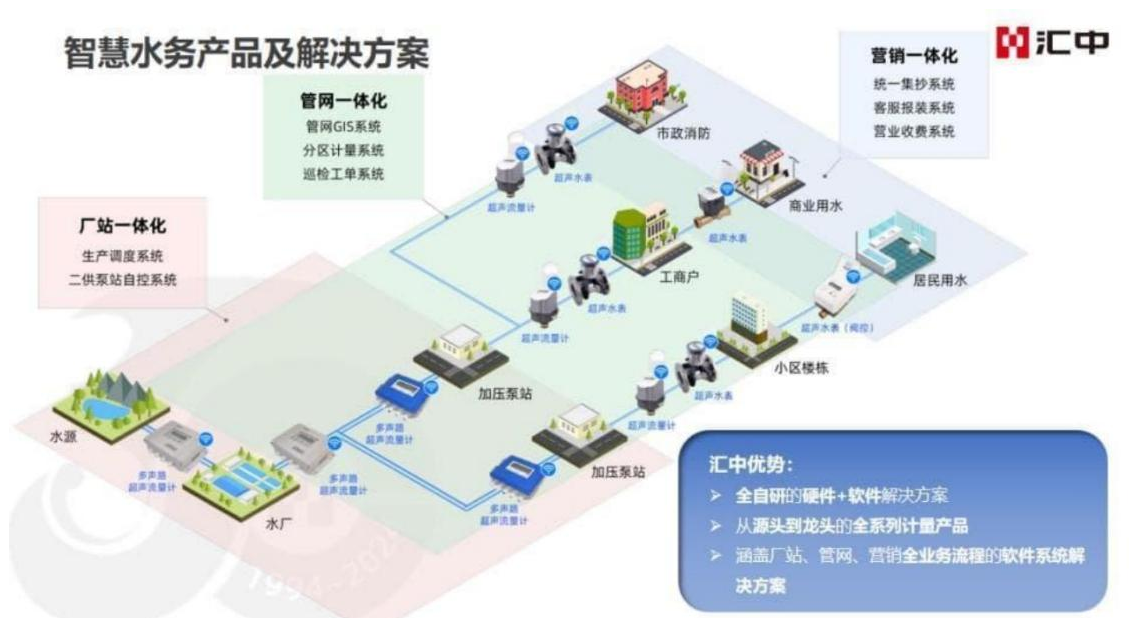 智慧水务产品及解决方案
汇中
管网一体化
管网GIS系统
分区计量系统
巡检工单系统
营销一体化
统一集抄系统
客服报装系统
营业收费系统
厂站一体化
生产调度系统
二供泵站自控系统
市政消防
超声水表
超声流量计
商业用水
超声水表
工商户
居民用水
超声水表
超声流量计
超声水表（阀控）
小区楼栋
加压泵站
超声水表
超声流量计
水源
多声路
超声流量计
加压泵站
多声路
超声流量计
多声路
超声流量计
多声路
超声流量计
水厂
汇中优势：
➢ 全自研的硬件+软件解决方案
➢ 从源头到龙头的全系列计量产品
➢ 涵盖厂站、管网、营销全业务流程的软件系统解
决方案